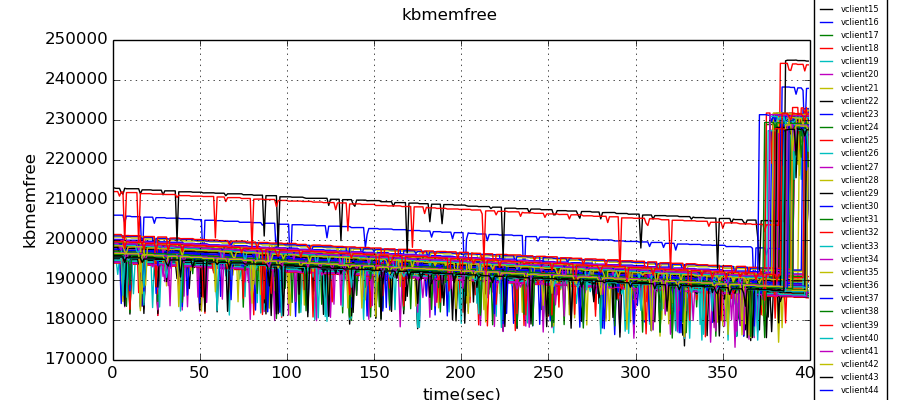 kbmemfree
250000
240000
230000
220000
210000
200000
190000
180000
170000
kbmemfree
0
50
100
150
200
250
300
350
40
time(sec)
vclient15
vclient16
vclient17
vclient18
vclient19
vclient20
vclient21
vclient22
vclient23
vclient24
vclient25
vclient26
vclient27
vclient28
vclient29
vclient30
vclient31
vclient32
vclient33
vclient34
vclient35
vclient36
vclient37
vclient38
vclient39
vclient40
vclient41
vclient42
vclient43
vclient44